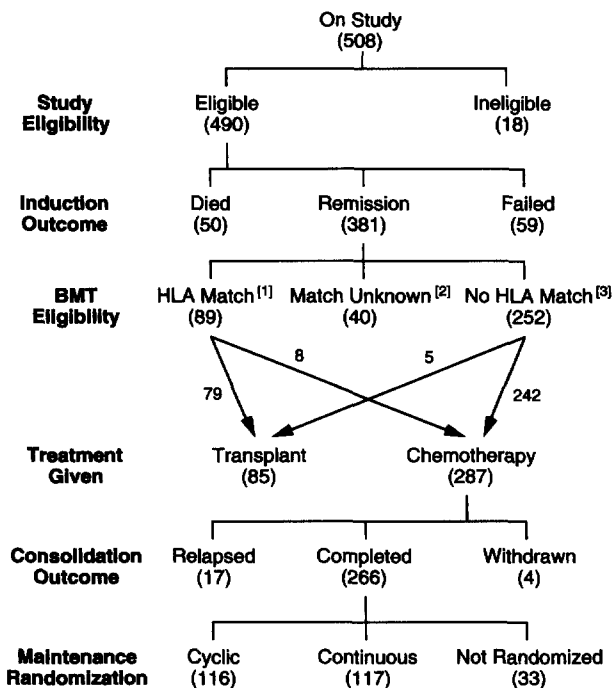 On Study
(508)
Study Eligibility
Eligible
(490)
Ineligible
(18)
Induction Outcome
Died
(50)
Remission
(381)
Failed
(59)
BMT Eligibility
HLA Match [1]
(89)
Match Unknown [2]
(40)
No HLA Match [3]
(252)
8
5
79
242
Treatment Given
Transplant
(85)
Chemotherapy
(287)
Consolidation Outcome
Relapsed
(17)
Completed
(266)
Withdrawn
(4)
Maintenance Randomization
Cyclic
(116)
Continuous
(117)
Not Randomized
(33)